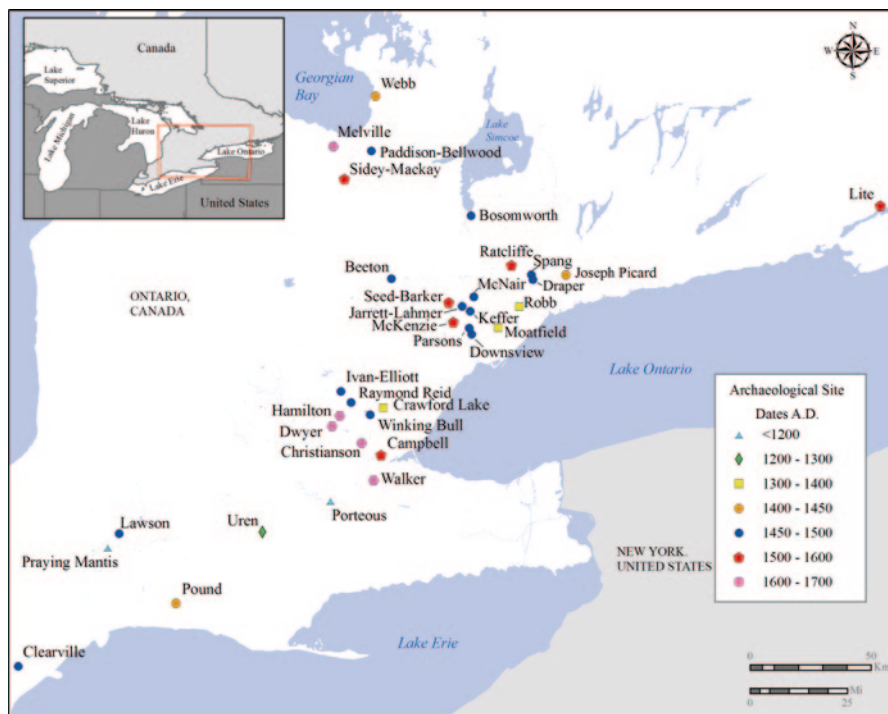 Canada
Lake
Superior
Lake Michigan
Lake
Huron
Lake Ontario
Lake Erie
United States
N
W
E
S
Georgian
Bay
Webb
Lake
Simcoe
Melville
Paddison-Bellwood
Sidey-Mackay
Bosomworth
Lite
Ratcliffe
Spang
Joseph Picard
Beeton
McNair
Draper
ONTARIO,
CANADA
Seed-Barker
Robb
Jarrett-Lahmer
Keffer
McKenzie
Moatfield
Parsons
Downsview
Lake Ontario
Ivan-Elliott
Raymond Reid
Hamilton
Crawford Lake
Dwyer
Winking Bull
Christianson
Campbell
Walker
Porteous
Lawson
Uren
Praying Mantis
Pound
Clearville
Lake Erie
NEW YORK.
UNITED STATES
Archaeological Site
Dates A.D.
<1200
1200 - 1300
1300 - 1400
1400 - 1450
1450 - 1500
1500 - 1600
1600 - 1700
0
50
Km
0
Mi
25